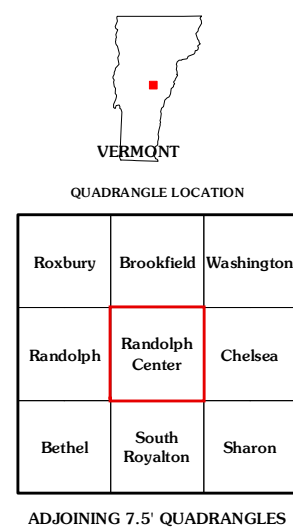 VERMONT
QUADRANGLE LOCATION
Roxbury Brookfield Washington
Randolph Randolph Center Chelsea
Bethel South Royalton Sharon
ADJOINING 7.5' QUADRANGLES